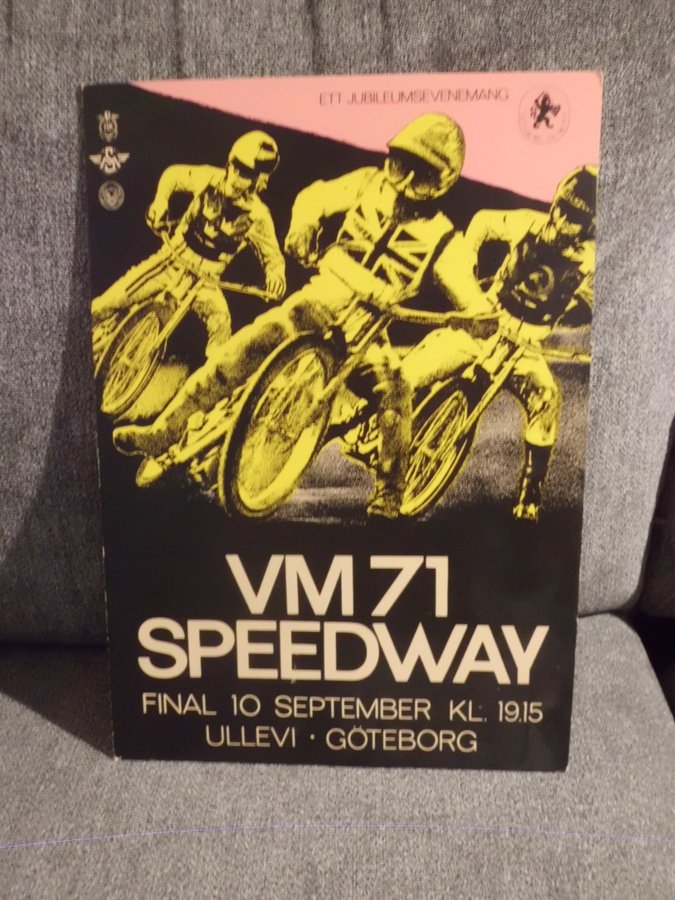 ETT JUBILEUMSEVENEMANG
VM 71
SPEEDWAY
FINAL 10 SEPTEMBER KL. 19.15
ULLEVI · GÖTEBORG